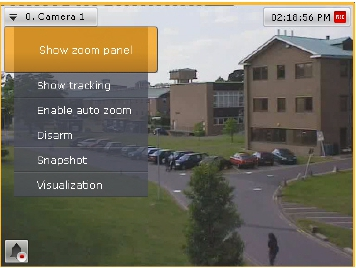 0. Camera 1
02:18:56 PM REC
Show zoom panel
Show tracking
Enable auto zoom
Disarm
Snapshot
Visualization